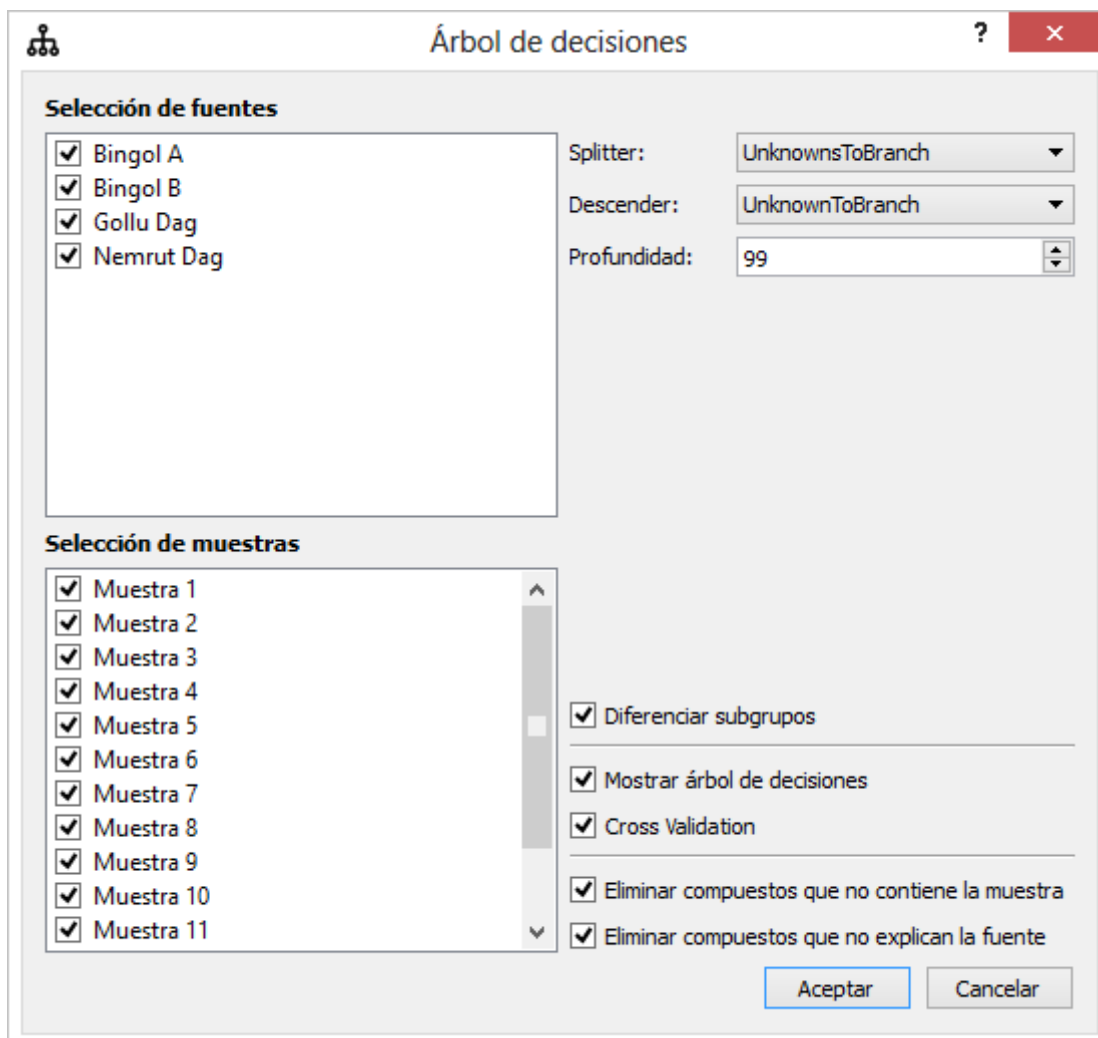 Árbol de decisiones
?
Selección de fuentes
Bingol A
Bingol B
Gollu Dag
Nemrut Dag
Splitter: UnknownsToBranch
Descender: UnknownToBranch
Profundidad: 99
Selección de muestras
Muestra 1
Muestra 2
Muestra 3
Muestra 4
Muestra 5
Muestra 6
Muestra 7
Muestra 8
Muestra 9
Muestra 10
Muestra 11
Diferenciar subgrupos
Mostrar árbol de decisiones
Cross Validation
Eliminar compuestos que no contiene la muestra
Eliminar compuestos que no explican la fuente
Aceptar Cancelar